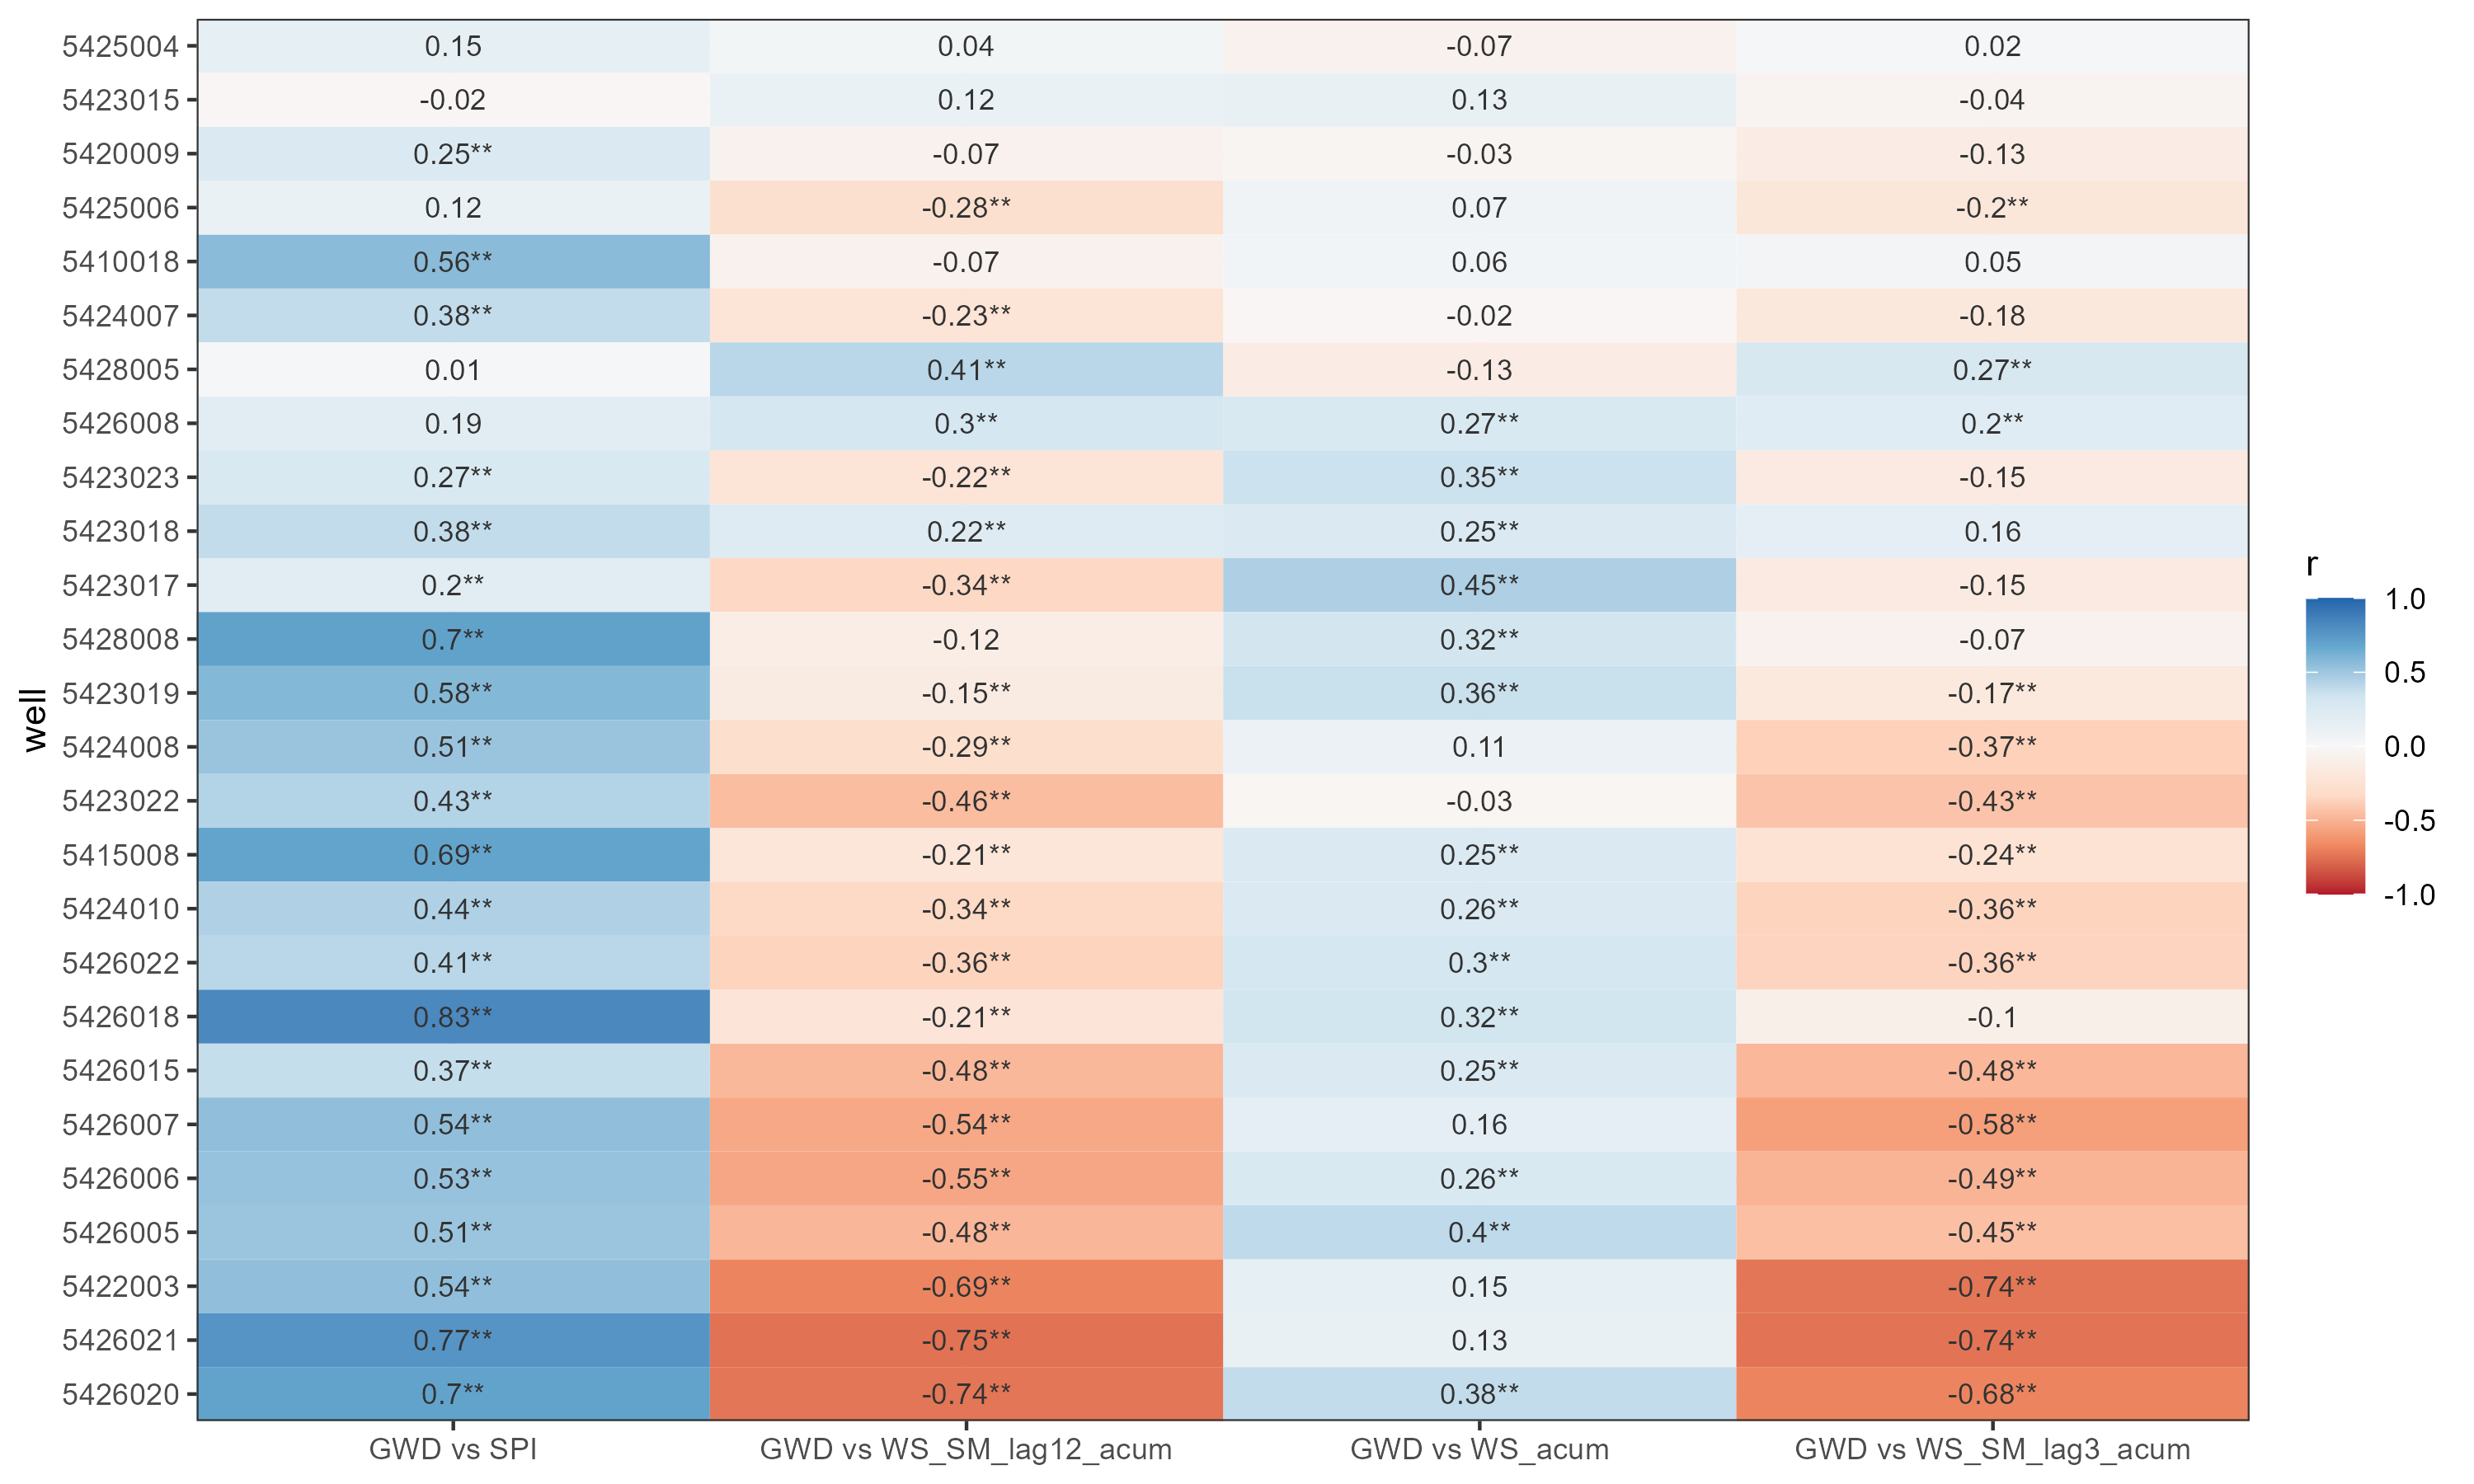 5425004 0.15 0.04 -0.07 0.02
5423015 -0.02 0.12 0.13 -0.04
5420009 0.25** -0.07 -0.03 -0.13
5425006 0.12 -0.28** 0.07 -0.2**
5410018 0.56** -0.07 0.06 0.05
5424007 0.38** -0.23** -0.02 -0.18
5428005 0.01 0.41** -0.13 0.27**
5426008 0.19 0.3** 0.27** 0.2**
5423023 0.27** -0.22** 0.35** -0.15
5423018 0.38** 0.22** 0.25** 0.16
5423017 0.2** -0.34** 0.45** -0.15
5428008 0.7** -0.12 0.32** -0.07
5423019 0.58** -0.15** 0.36** -0.17**
5424008 0.51** -0.29** 0.11 -0.37**
5423022 0.43** -0.46** -0.03 -0.43**
5415008 0.69** -0.21** 0.25** -0.24**
5424010 0.44** -0.34** 0.26** -0.36**
5426022 0.41** -0.36** 0.3** -0.36**
5426018 0.83** -0.21** 0.32** -0.1
5426015 0.37** -0.48** 0.25** -0.48**
5426007 0.54** -0.54** 0.16 -0.58**
5426006 0.53** -0.55** 0.26** -0.49**
5426005 0.51** -0.48** 0.4** -0.45**
5422003 0.54** -0.69** 0.15 -0.74**
5426021 0.77** -0.75** 0.13 -0.74**
5426020 0.7** -0.74** 0.38** -0.68**
GWD vs SPI GWD vs WS_SM_lag12_acum GWD vs WS_acum GWD vs WS_SM_lag3_acum
well
r
1.0
0.5
0.0
-0.5
-1.0